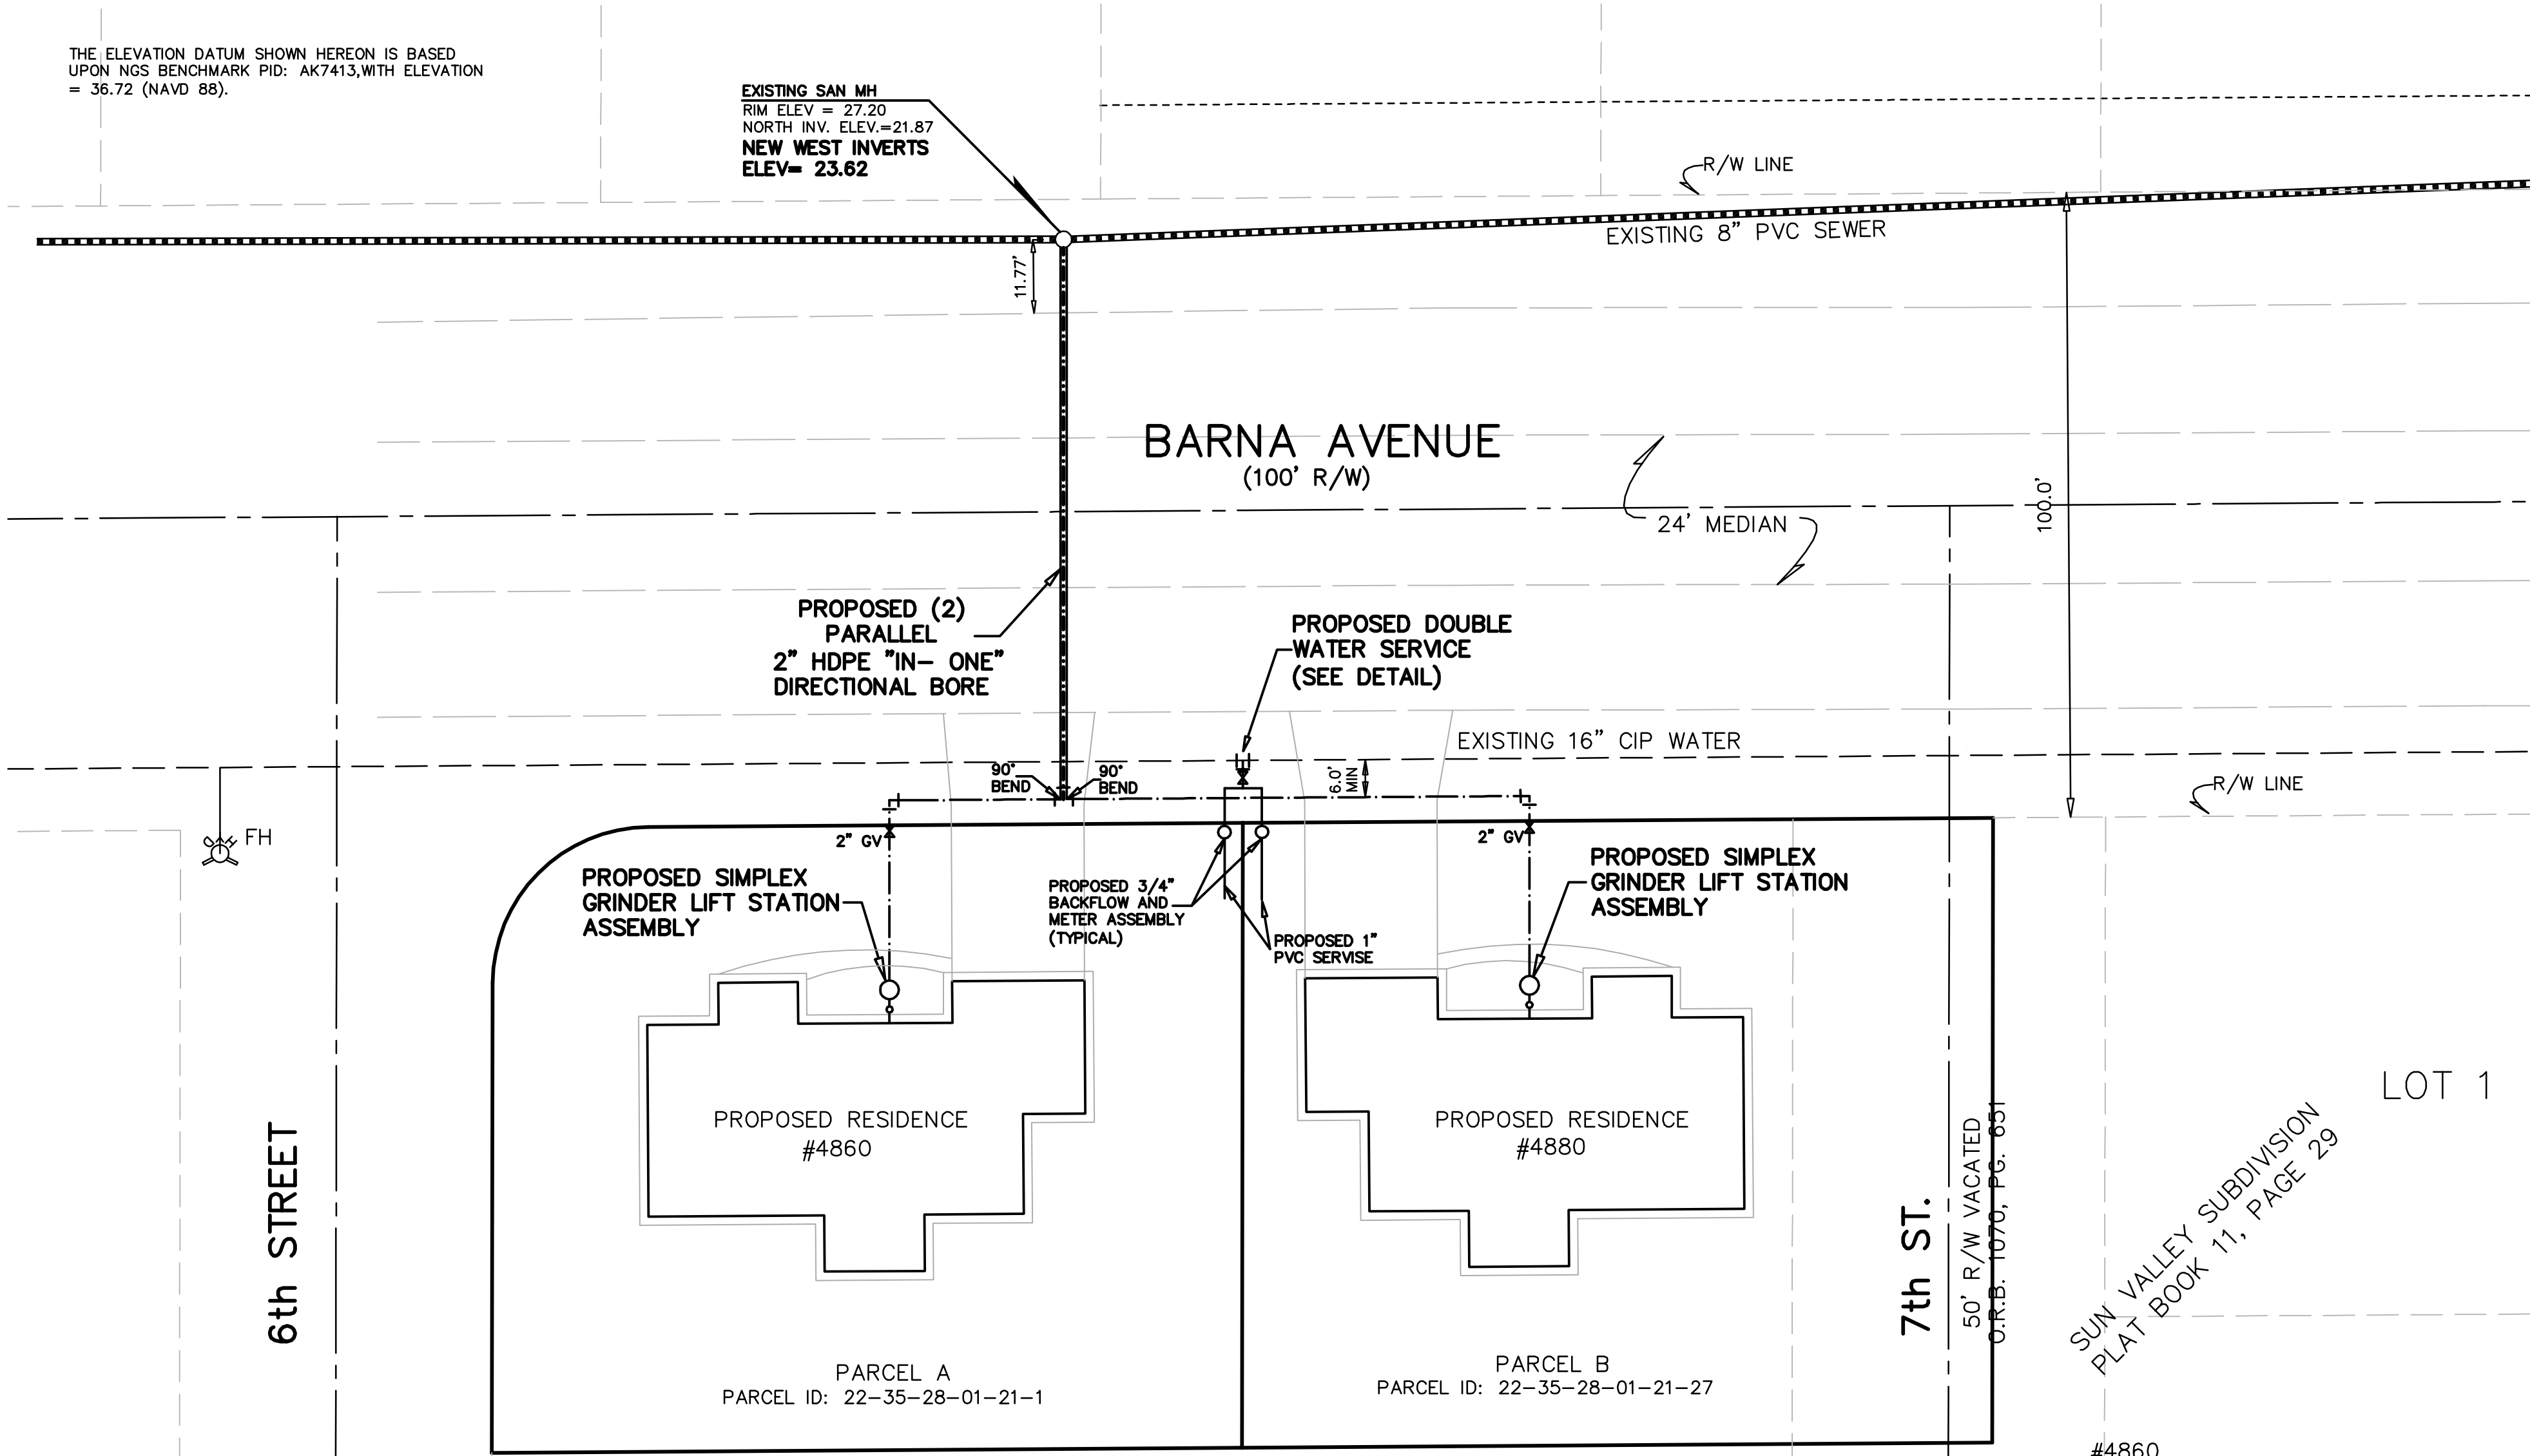 THE ELEVATION DATUM SHOWN HEREON IS BASED
UPON NGS BENCHMARK PID: AK7413,WITH ELEVATION
= 36.72 (NAVD 88).
EXISTING SAN MH
RIM ELEV = 27.20
NORTH INV. ELEV.=21.87
NEW WEST INVERTS
ELEV= 23.62
R/W LINE
EXISTING 8" PVC SEWER
11.77'
BARNA AVENUE
(100' R/W)
24' MEDIAN
100.0'
PROPOSED (2)
PARALLEL
2" HDPE "IN- ONE"
DIRECTIONAL BORE
PROPOSED DOUBLE
WATER SERVICE
(SEE DETAIL)
EXISTING 16" CIP WATER
90°
BEND
90°
BEND
6.0'
MIN
R/W LINE
FH
2" GV
2" GV
PROPOSED SIMPLEX
GRINDER LIFT STATION
ASSEMBLY
PROPOSED 3/4"
BACKFLOW AND
METER ASSEMBLY
(TYPICAL)
PROPOSED 1"
PVC SERVISE
PROPOSED SIMPLEX
GRINDER LIFT STATION
ASSEMBLY
PROPOSED RESIDENCE
#4860
PROPOSED RESIDENCE
#4880
6th STREET
7th ST.
50' R/W VACATED
O.R.B. 1070, PG. 651
LOT 1
SUN VALLEY SUBDIVISION
PLAT BOOK 11, PAGE 29
PARCEL A
PARCEL ID: 22-35-28-01-21-1
PARCEL B
PARCEL ID: 22-35-28-01-21-27
#4860